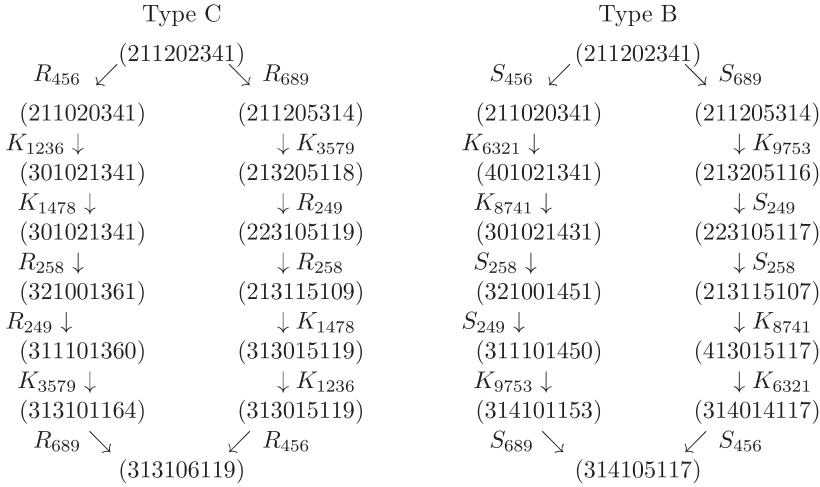 Type C Type B
(211202341) (211202341)
R456 ↙ ↘ R689 S456 ↙ ↘ S689
(211020341) (211205314) (211020341) (211205314)
K1236 ↓ ↓ K3579 K6321 ↓ ↓ K9753
(301021341) (213205118) (401021341) (213205116)
K1478 ↓ ↓ R249 K8741 ↓ ↓ S249
(301021341) (223105119) (301021431) (223105117)
R258 ↓ ↓ R258 S258 ↓ ↓ S258
(321001361) (213115109) (321001451) (213115107)
R249 ↓ ↓ K1478 S249 ↓ ↓ K8741
(311101360) (313015119) (311101450) (413015117)
K3579 ↓ ↓ K1236 K9753 ↓ ↓ K6321
(313101164) (313015119) (314101153) (314014117)
R689 ↘ ↙ R456 S689 ↘ ↙ S456
(313106119) (314105117)